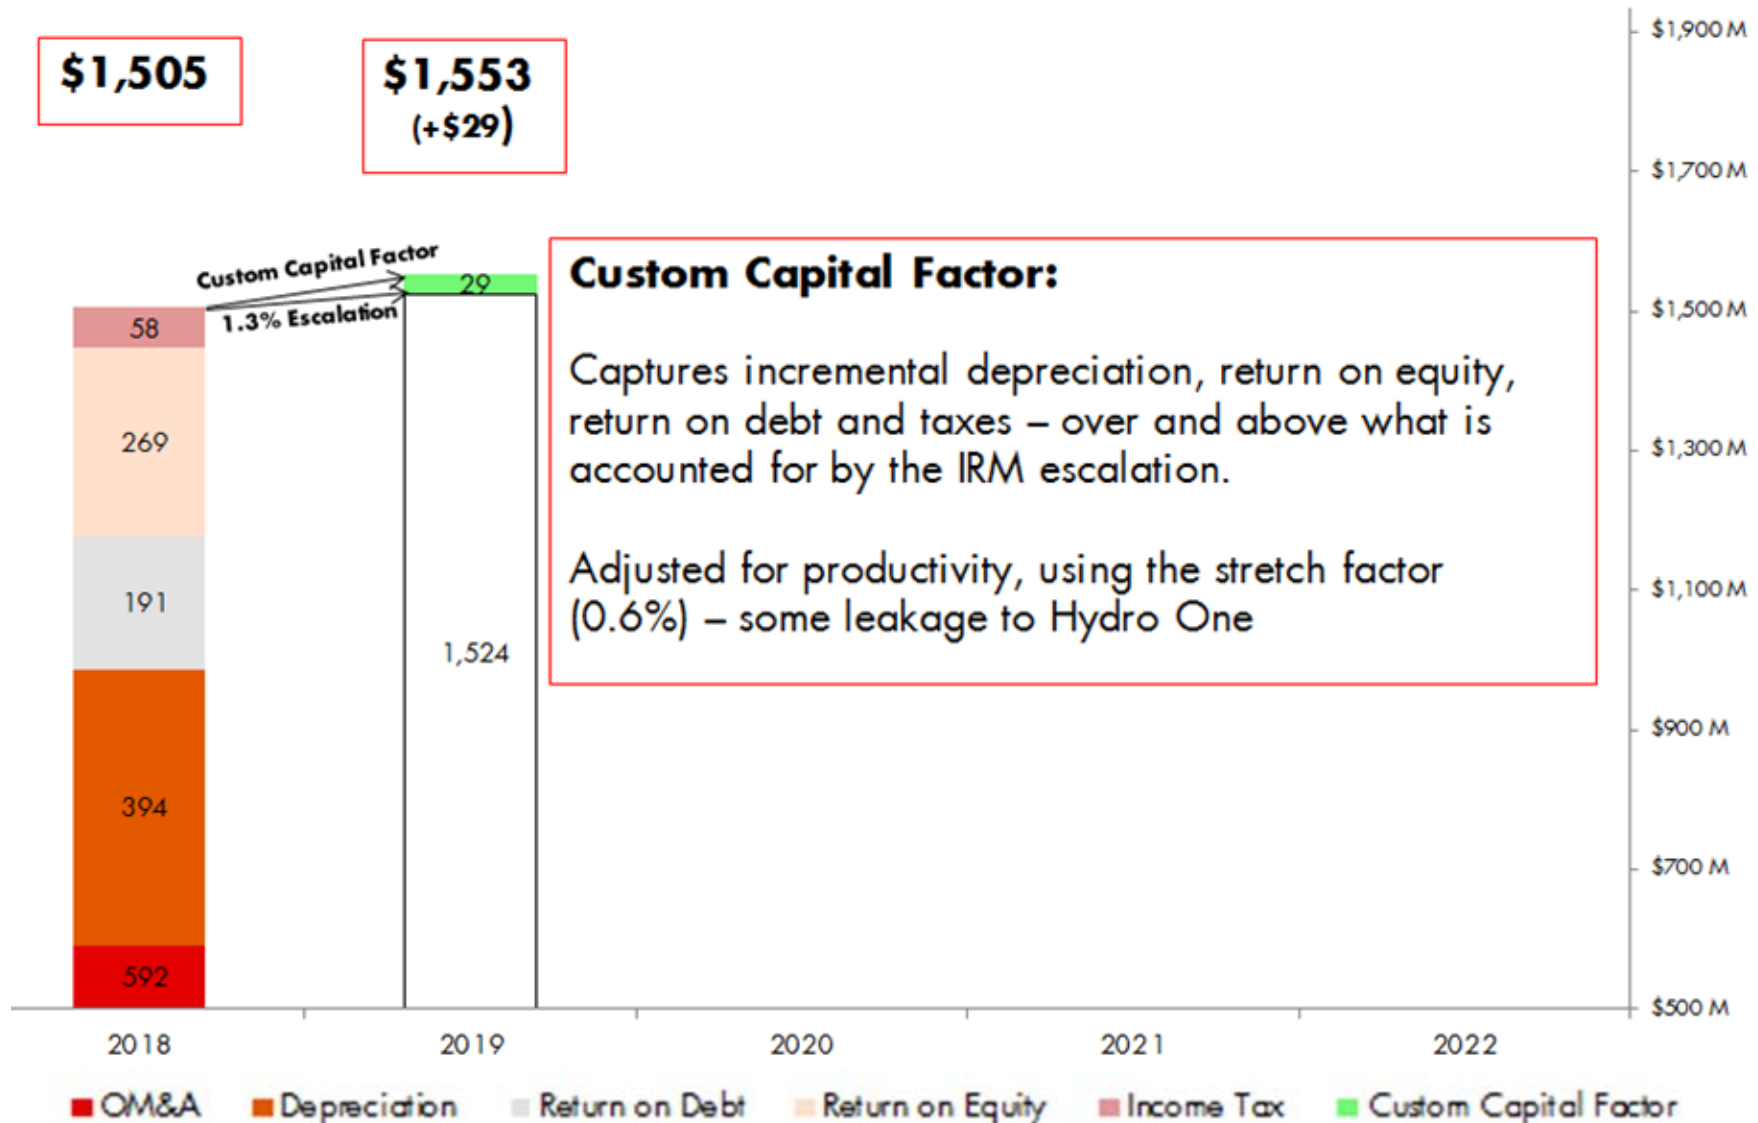 $1,505
$1,553
(+$29)
Custom Capital Factor
1.3% Escalation
29
58
269
191
394
592
1,524
Custom Capital Factor:
Captures incremental depreciation, return on equity,
return on debt and taxes – over and above what is
accounted for by the IRM escalation.
Adjusted for productivity, using the stretch factor
(0.6%) – some leakage to Hydro One
$1,900 M
$1,700 M
$1,500 M
$1,300 M
$1,100 M
$900 M
$700 M
$500 M
2018 2019 2020 2021 2022
OM&A Depreciation Return on Debt Return on Equity Income Tax Custom Capital Factor